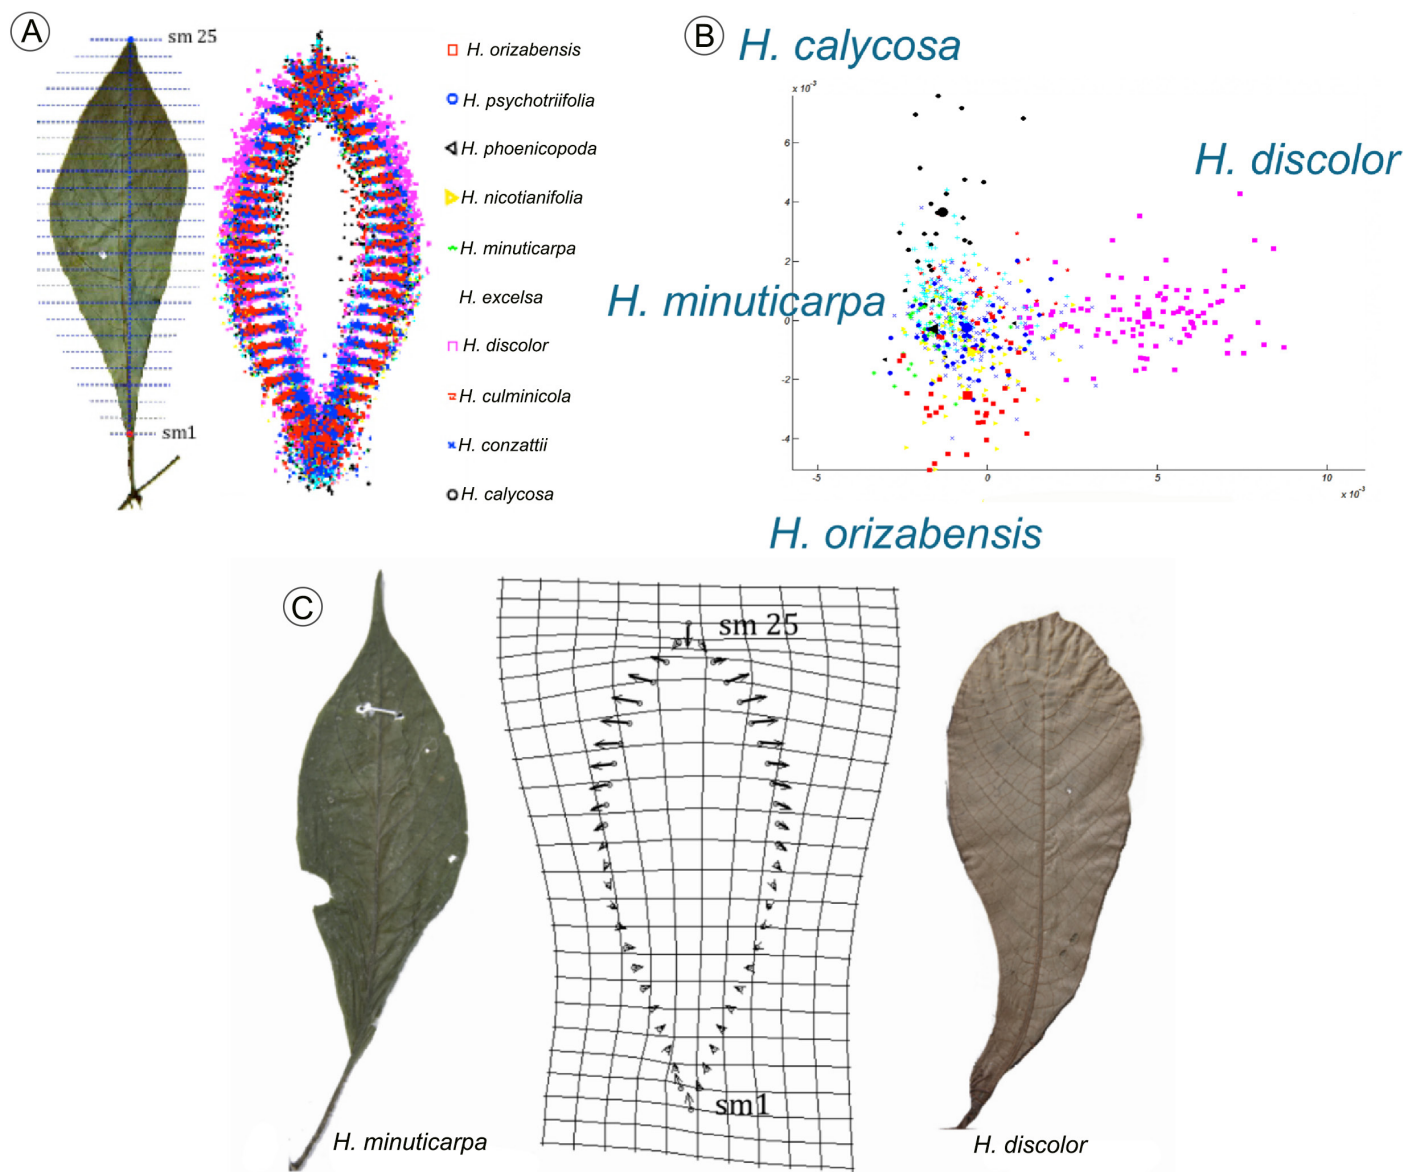 A
sm 25
sm1
H. orizabensis
H. psychotriifolia
H. phoenicopoda
H. nicotianifolia
H. minuticarpa
H. excelsa
H. discolor
H. culminicola
H. conzattii
H. calycosa
B
H. calycosa
H. discolor
H. minuticarpa
H. orizabensis
x 10⁻³
6
4
2
0
-2
-4
-5
0
5
10
x 10⁻³
C
sm 25
sm1
H. minuticarpa
H. discolor